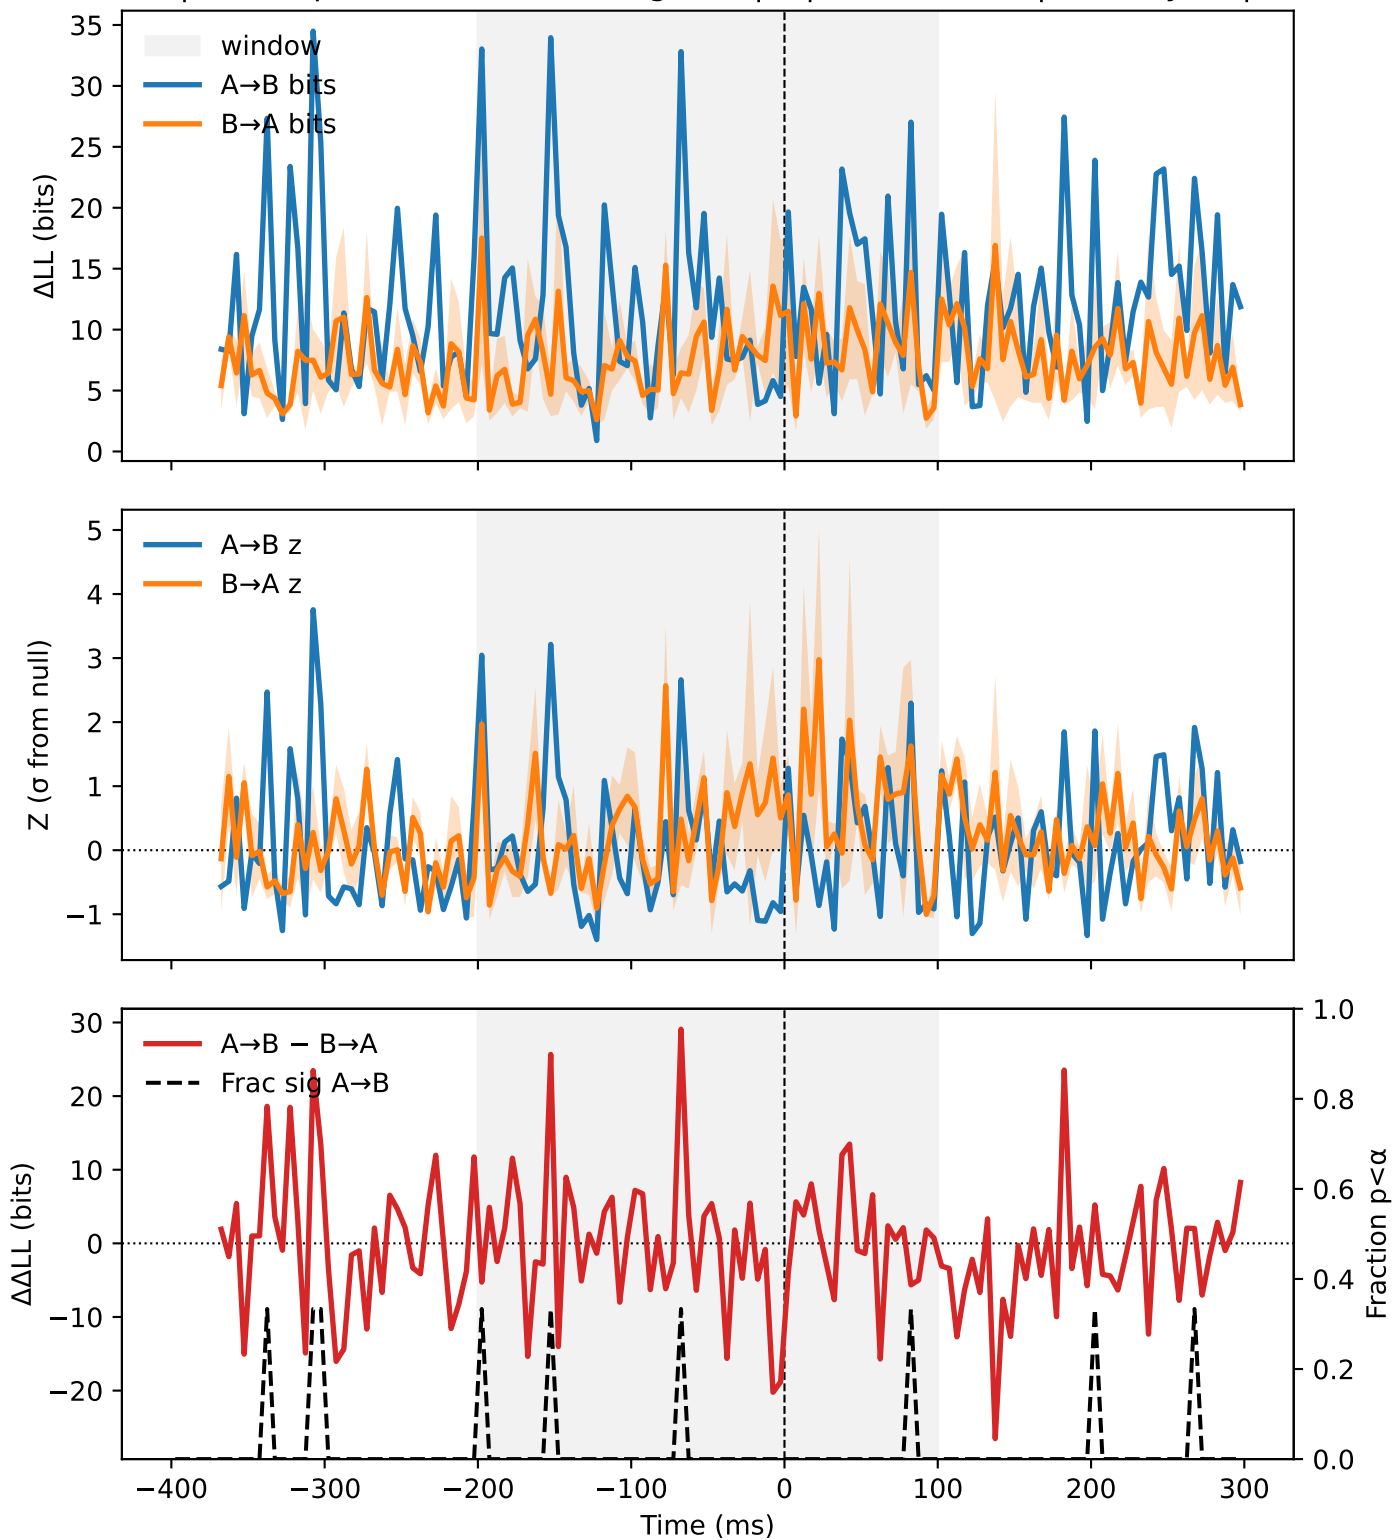 35
30
25
20
15
10
5
0
ΔLL (bits)
window
A→B bits
B→A bits
5
4
3
2
1
0
−1
Z (σ from null)
A→B z
B→A z
30
20
10
0
−10
−20
ΔΔLL (bits)
A→B − B→A
Frac sig A→B
1.0
0.8
0.6
0.4
0.2
0.0
Fraction p<α
−400 −300 −200 −100 0 100 200 300
Time (ms)